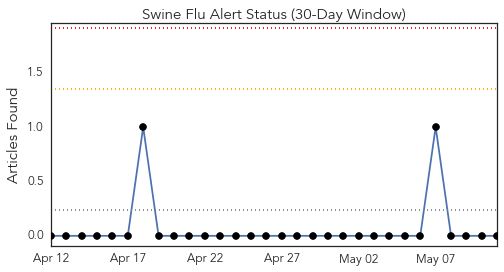 Swine Flu Alert Status (30-Day Window)
Articles Found
1.5
1.0
0.5
0.0
Apr 12 Apr 17 Apr 22 Apr 27 May 02 May 07